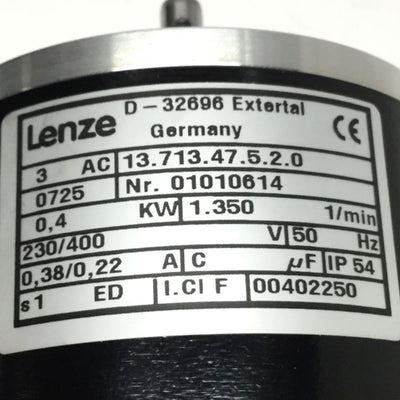 Lenze D-32696 Extertal
Germany CE
3 AC 13.713.47.5.2.0
0725 Nr. 01010614
0,4 KW 1.350 1/min
230/400 V 50 Hz
0,38/0,22 A C µF IP 54
s1 ED I.Cl F 00402250